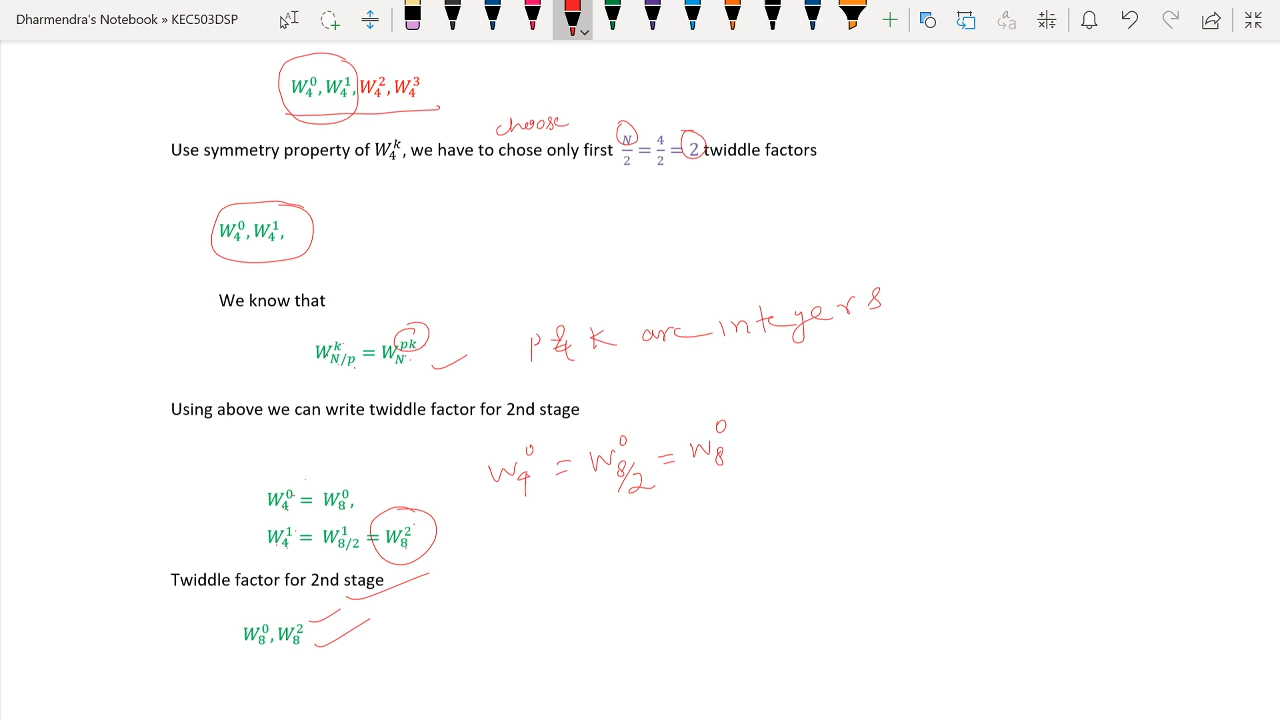 Dharmendra's Notebook » KEC503DSP
W₄⁰, W₄¹, W₄², W₄³
choose
Use symmetry property of W₄ᵏ, we have to chose only first N/2 = 4/2 = 2 twiddle factors
W₄⁰, W₄¹,
We know that
W_{N/p}^{k} = W_N^{pk} P & K are integers
Using above we can write twiddle factor for 2nd stage
W₄⁰ = W_{8/2}^{0} = W₈⁰
W₄⁰ = W₈⁰,
W₄¹ = W_{8/2}^{1} = W₈²
Twiddle factor for 2nd stage
W₈⁰, W₈²